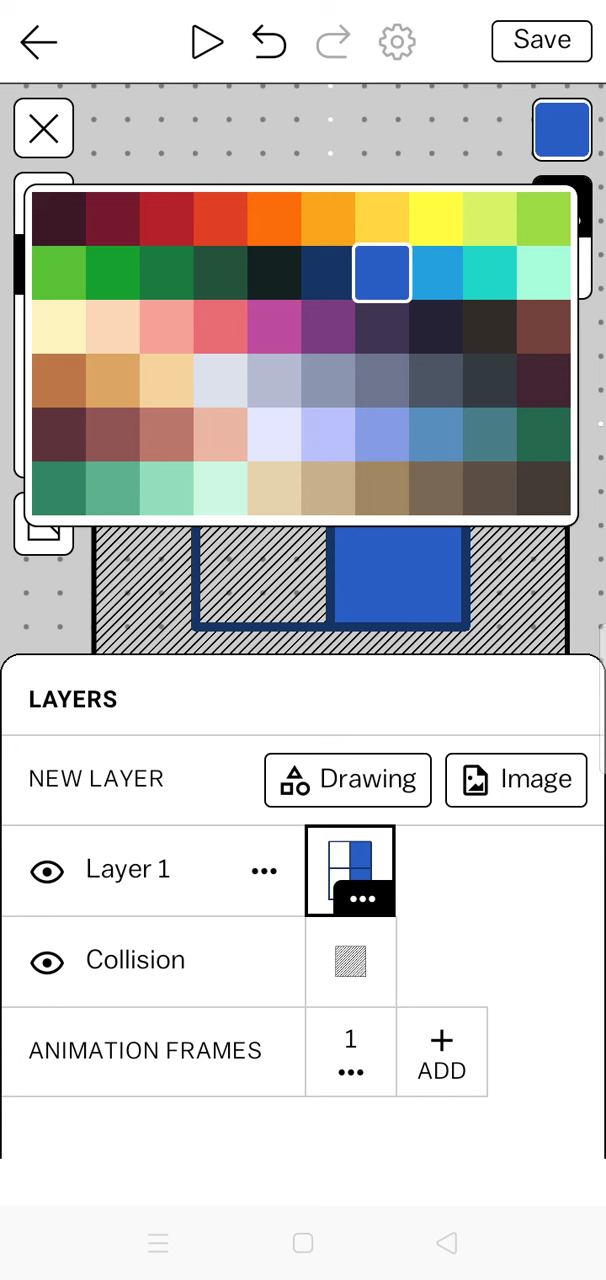 Save
LAYERS
NEW LAYER
Drawing
Image
Layer 1
Collision
ANIMATION FRAMES
1
ADD